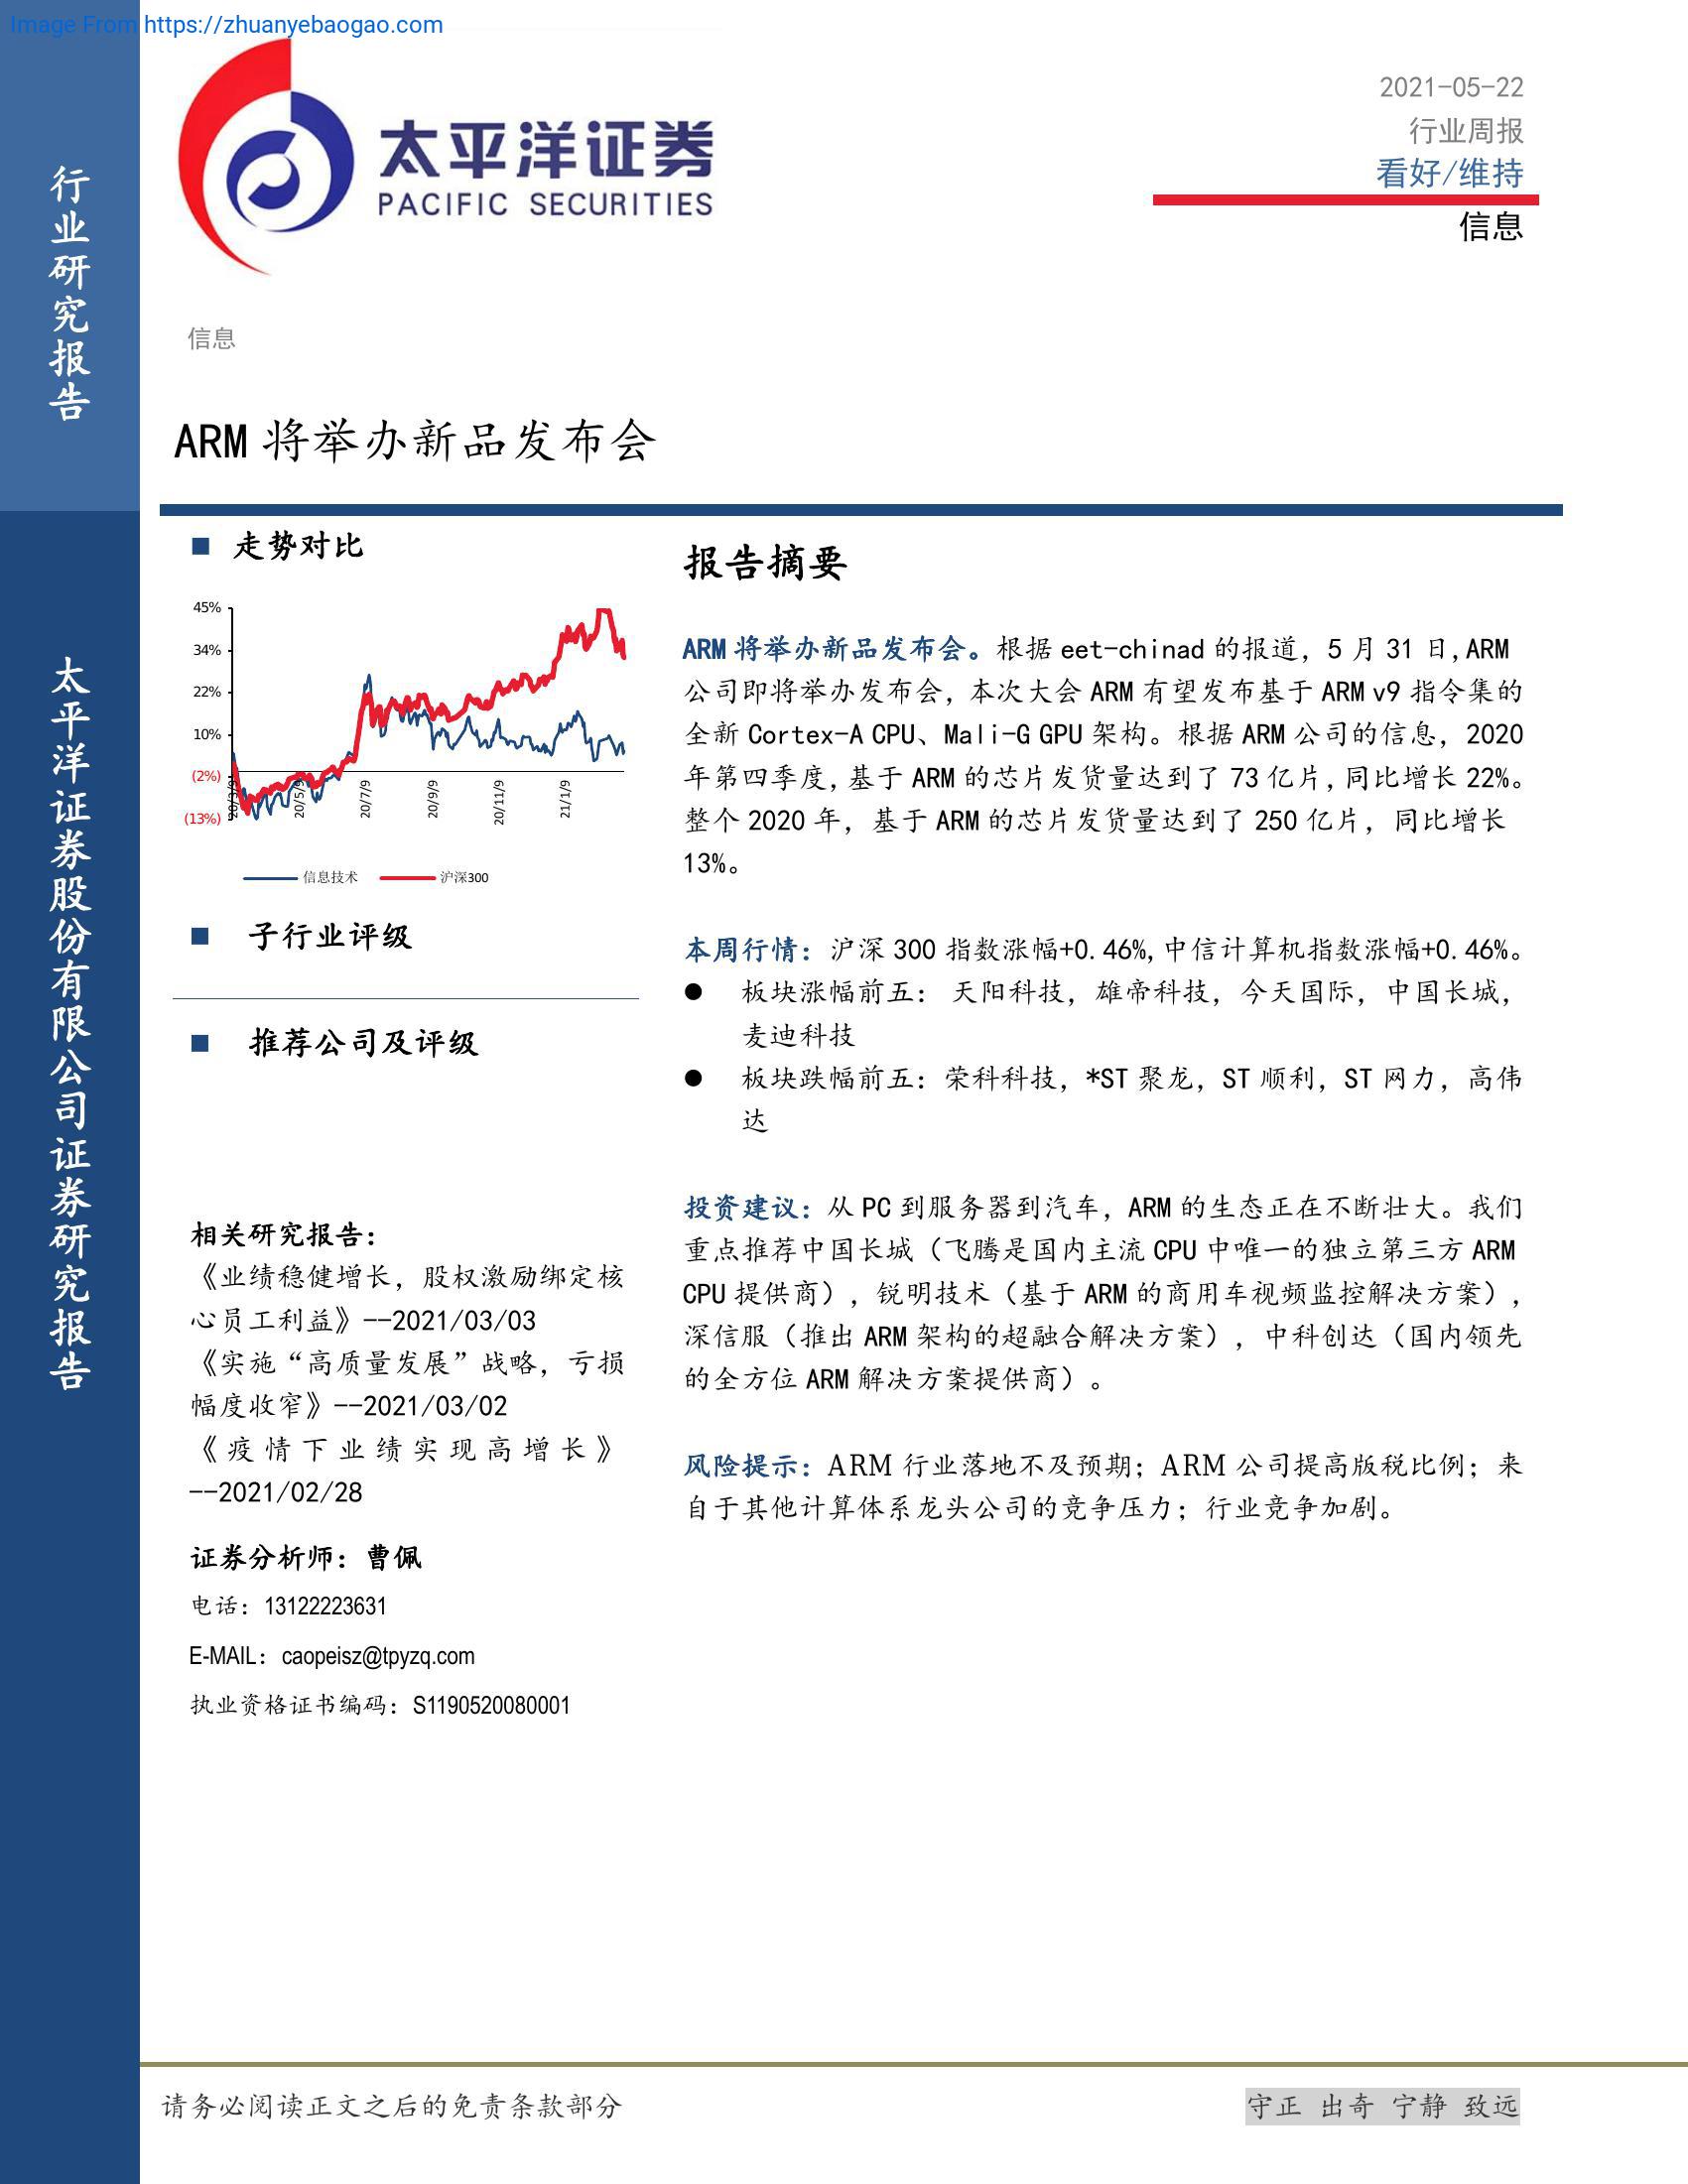 Image From https://zhuanyebaogao.com
行业研究报告
太平洋证券股份有限公司证券研究报告
太平洋证券
PACIFIC SECURITIES
2021-05-22
行业周报
看好/维持
信息
信息
ARM 将举办新品发布会
■ 走势对比
45%
34%
22%
10%
(2%)
(13%)
20/3/9
20/5/9
20/7/9
20/9/9
20/11/9
21/1/9
信息技术 沪深300
■ 子行业评级
■ 推荐公司及评级
相关研究报告：
《业绩稳健增长，股权激励绑定核
心员工利益》--2021/03/03
《实施“高质量发展”战略，亏损
幅度收窄》--2021/03/02
《疫情下业绩实现高增长》
--2021/02/28
证券分析师：曹佩
电话：13122223631
E-MAIL：caopeisz@tpyzq.com
执业资格证书编码：S1190520080001
报告摘要
ARM 将举办新品发布会。根据 eet-chinad 的报道，5 月 31 日,ARM
公司即将举办发布会，本次大会 ARM 有望发布基于 ARM v9 指令集的
全新 Cortex-A CPU、Mali-G GPU 架构。根据 ARM 公司的信息，2020
年第四季度,基于 ARM 的芯片发货量达到了 73 亿片,同比增长 22%。
整个 2020 年，基于 ARM 的芯片发货量达到了 250 亿片，同比增长
13%。
本周行情：沪深 300 指数涨幅+0.46%,中信计算机指数涨幅+0.46%。
● 板块涨幅前五： 天阳科技，雄帝科技，今天国际，中国长城，
麦迪科技
● 板块跌幅前五：荣科科技，*ST 聚龙，ST 顺利，ST 网力，高伟
达
投资建议：从 PC 到服务器到汽车，ARM 的生态正在不断壮大。我们
重点推荐中国长城（飞腾是国内主流 CPU 中唯一的独立第三方 ARM
CPU 提供商），锐明技术（基于 ARM 的商用车视频监控解决方案），
深信服（推出 ARM 架构的超融合解决方案），中科创达（国内领先
的全方位 ARM 解决方案提供商）。
风险提示：ARM 行业落地不及预期；ARM 公司提高版税比例；来
自于其他计算体系龙头公司的竞争压力；行业竞争加剧。
请务必阅读正文之后的免责条款部分
守正 出奇 宁静 致远